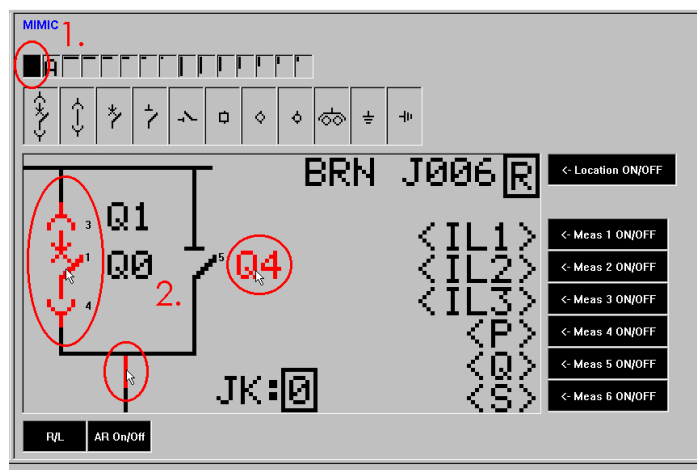 MIMIC
1.
A
BRN J006 R
<- Location ON/OFF
Q1
3
<IL1>
<- Meas 1 ON/OFF
Q0
1
5
Q4
<IL2>
<- Meas 2 ON/OFF
2.
4
<IL3>
<- Meas 3 ON/OFF
<P>
<- Meas 4 ON/OFF
<Q>
<- Meas 5 ON/OFF
JK:0
<S>
<- Meas 6 ON/OFF
R/L
AR On/Off